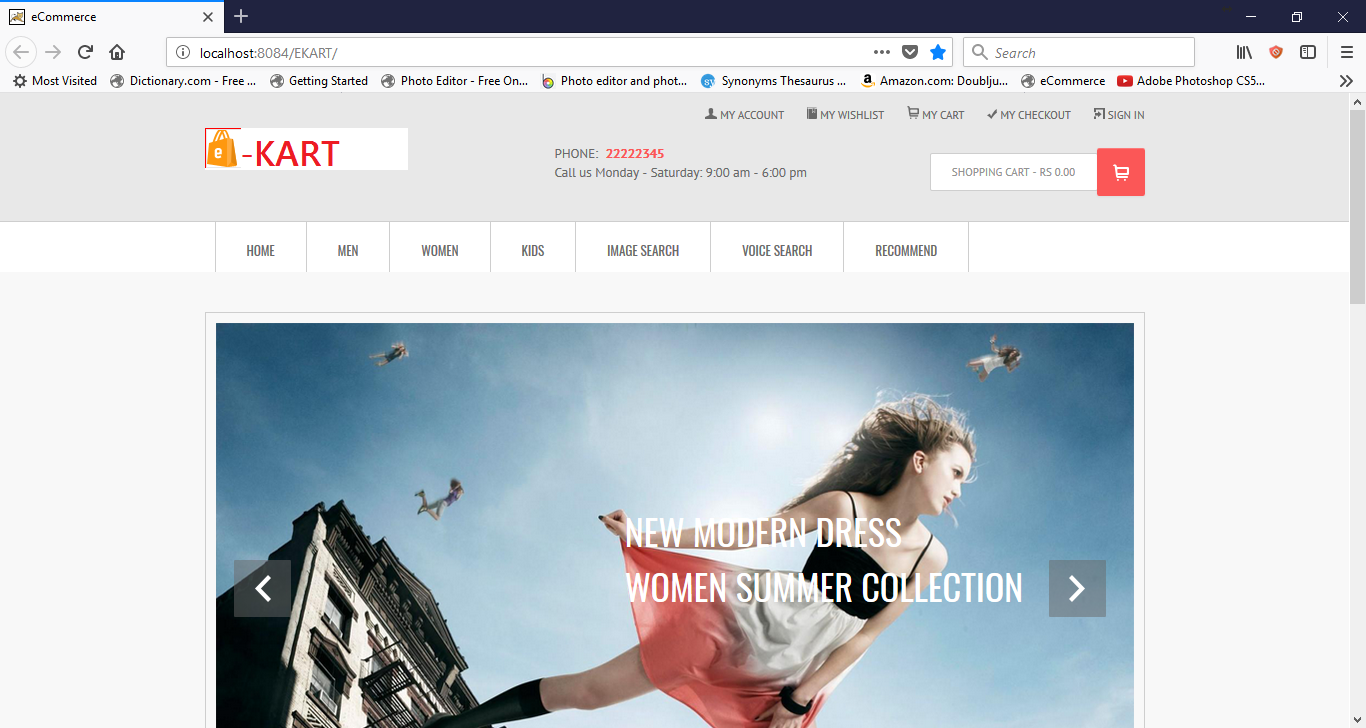 eCommerce
localhost:8084/EKART/
Search
Most Visited
Dictionary.com - Free ...
Getting Started
Photo Editor - Free On...
Photo editor and phot...
Synonyms Thesaurus ...
Amazon.com: Doublju...
eCommerce
Adobe Photoshop CS5...
MY ACCOUNT
MY WISHLIST
MY CART
MY CHECKOUT
SIGN IN
e-KART
PHONE: 22222345
Call us Monday - Saturday: 9:00 am - 6:00 pm
SHOPPING CART - RS 0.00
HOME
MEN
WOMEN
KIDS
IMAGE SEARCH
VOICE SEARCH
RECOMMEND
NEW MODERN DRESS
WOMEN SUMMER COLLECTION